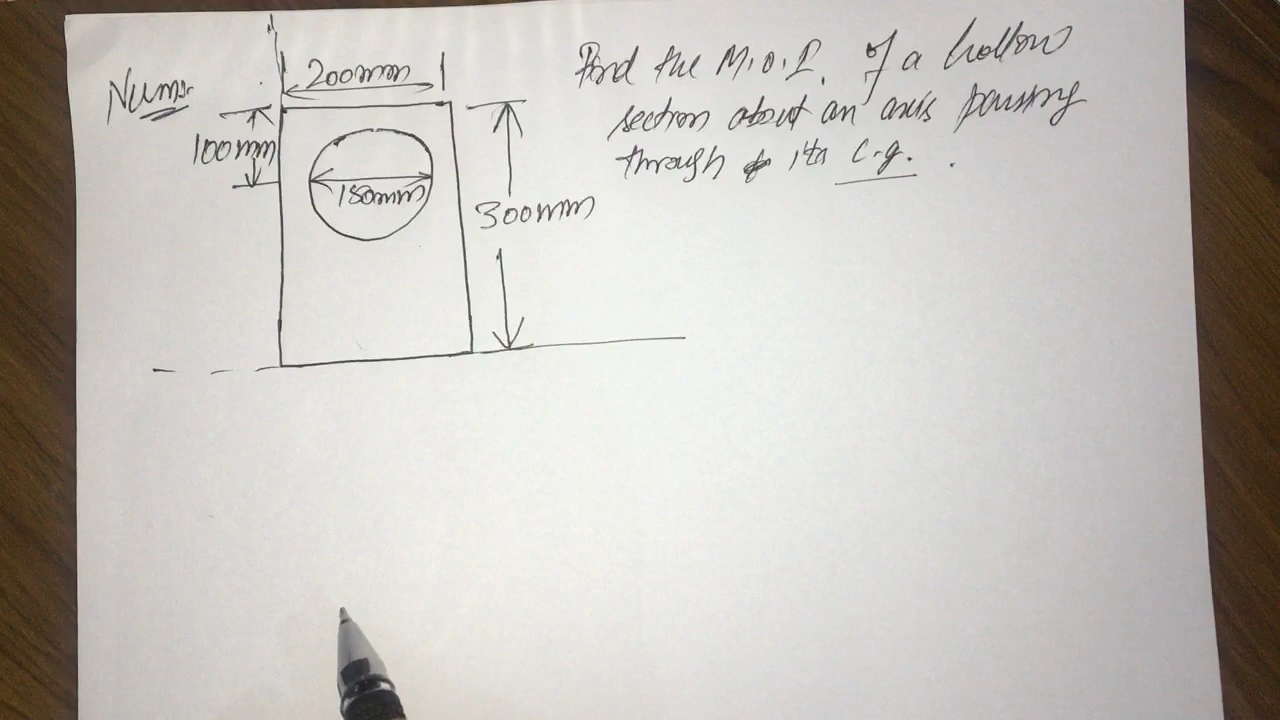 Num:-
200mm
100mm
150mm
300mm
Find the M.O.I. of a hollow
section about an axis passing
through its C.g.